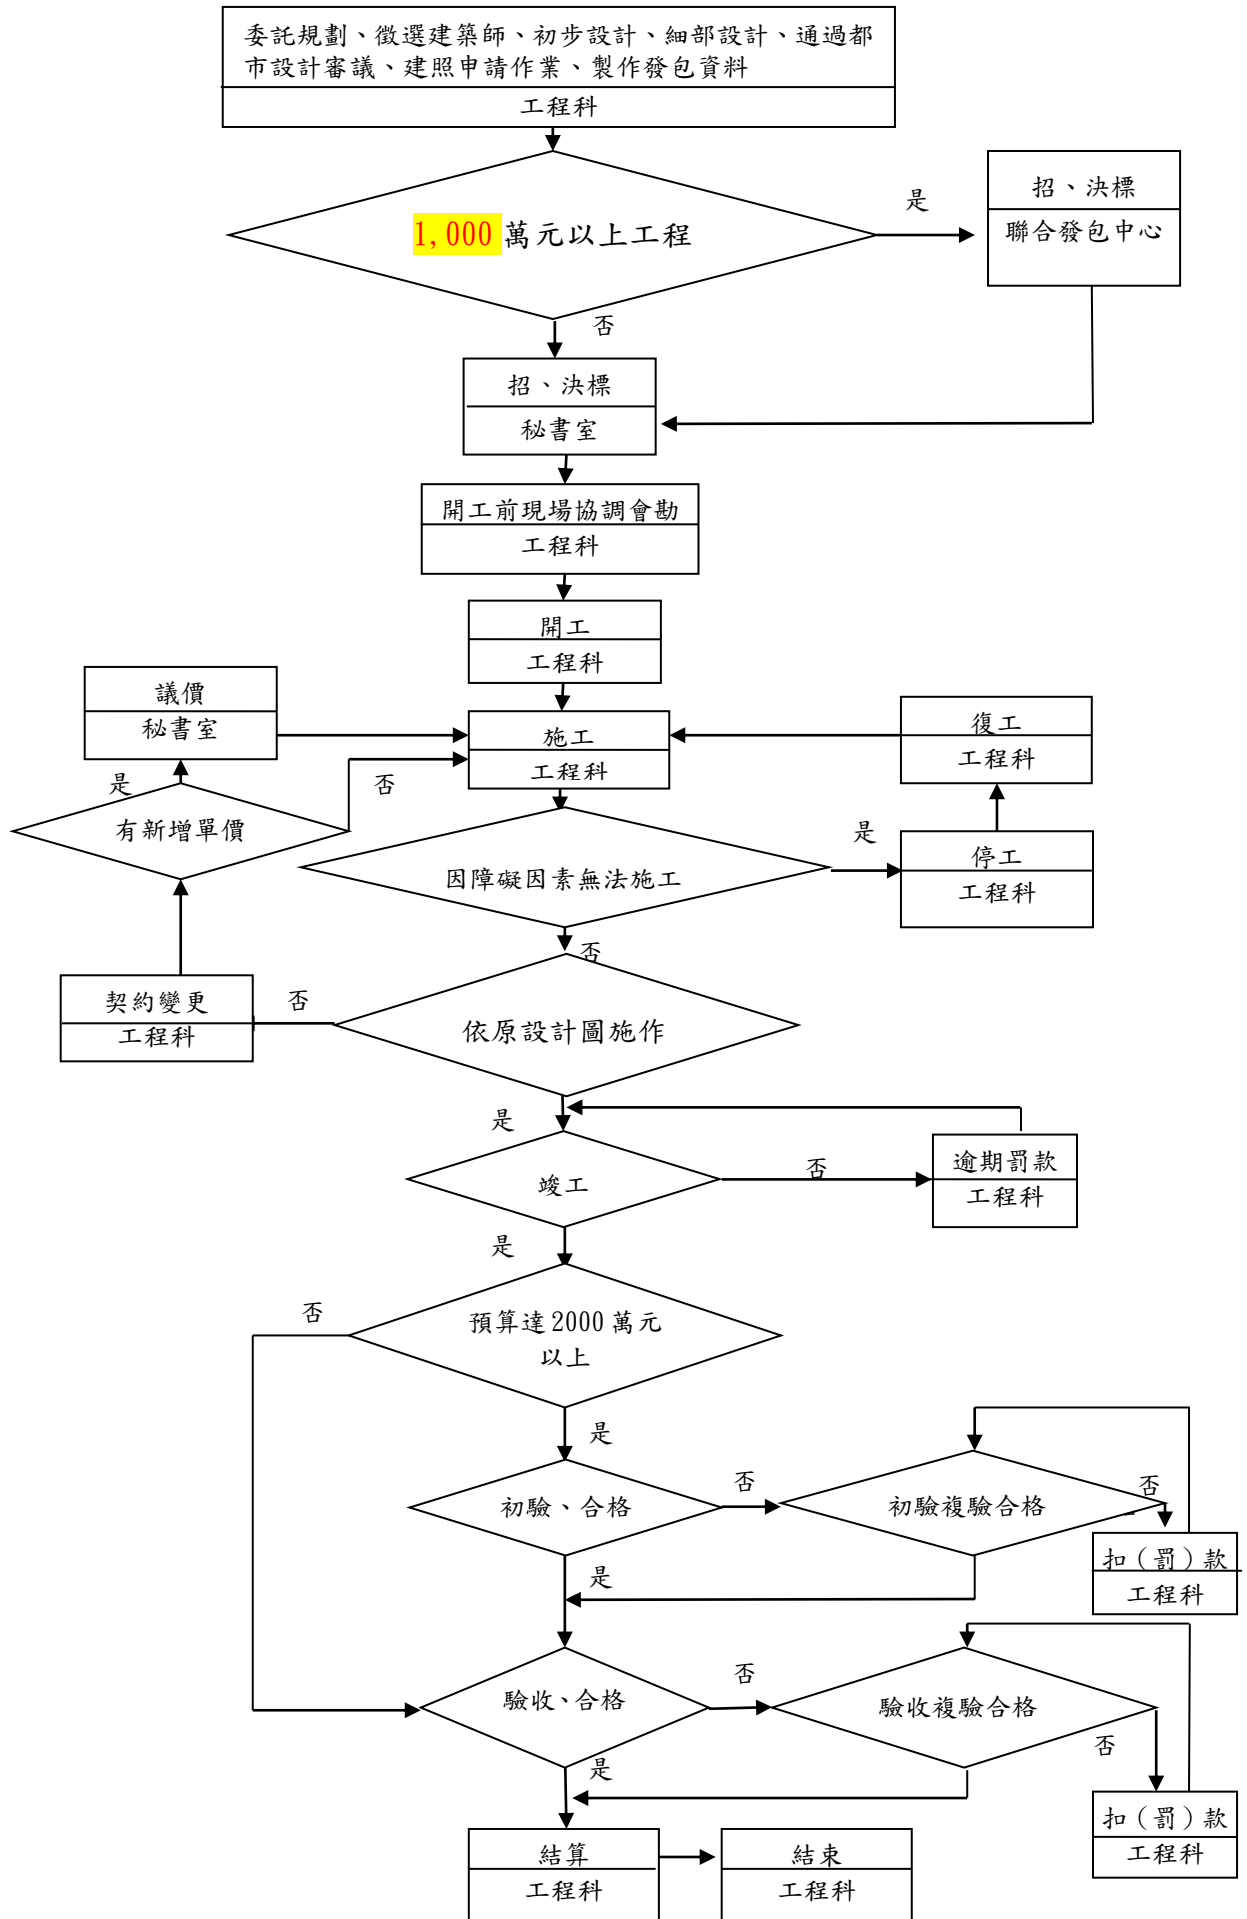 委託規劃、徵選建築師、初步設計、細部設計、通過都
市設計審議、建照申請作業、製作發包資料
工程科
1,000 萬元以上工程
是
招、決標
聯合發包中心
否
招、決標
秘書室
開工前現場協調會勘
工程科
開工
工程科
議價
秘書室
施工
工程科
復工
工程科
是
否
有新增單價
因障礙因素無法施工
是
停工
工程科
否
契約變更
工程科
否
依原設計圖施作
是
竣工
否
逾期罰款
工程科
是
否
預算達 2000 萬元
以上
是
初驗、合格
否
初驗複驗合格
否
扣（罰）款
工程科
是
驗收、合格
否
驗收複驗合格
否
是
扣（罰）款
工程科
結算
工程科
結束
工程科